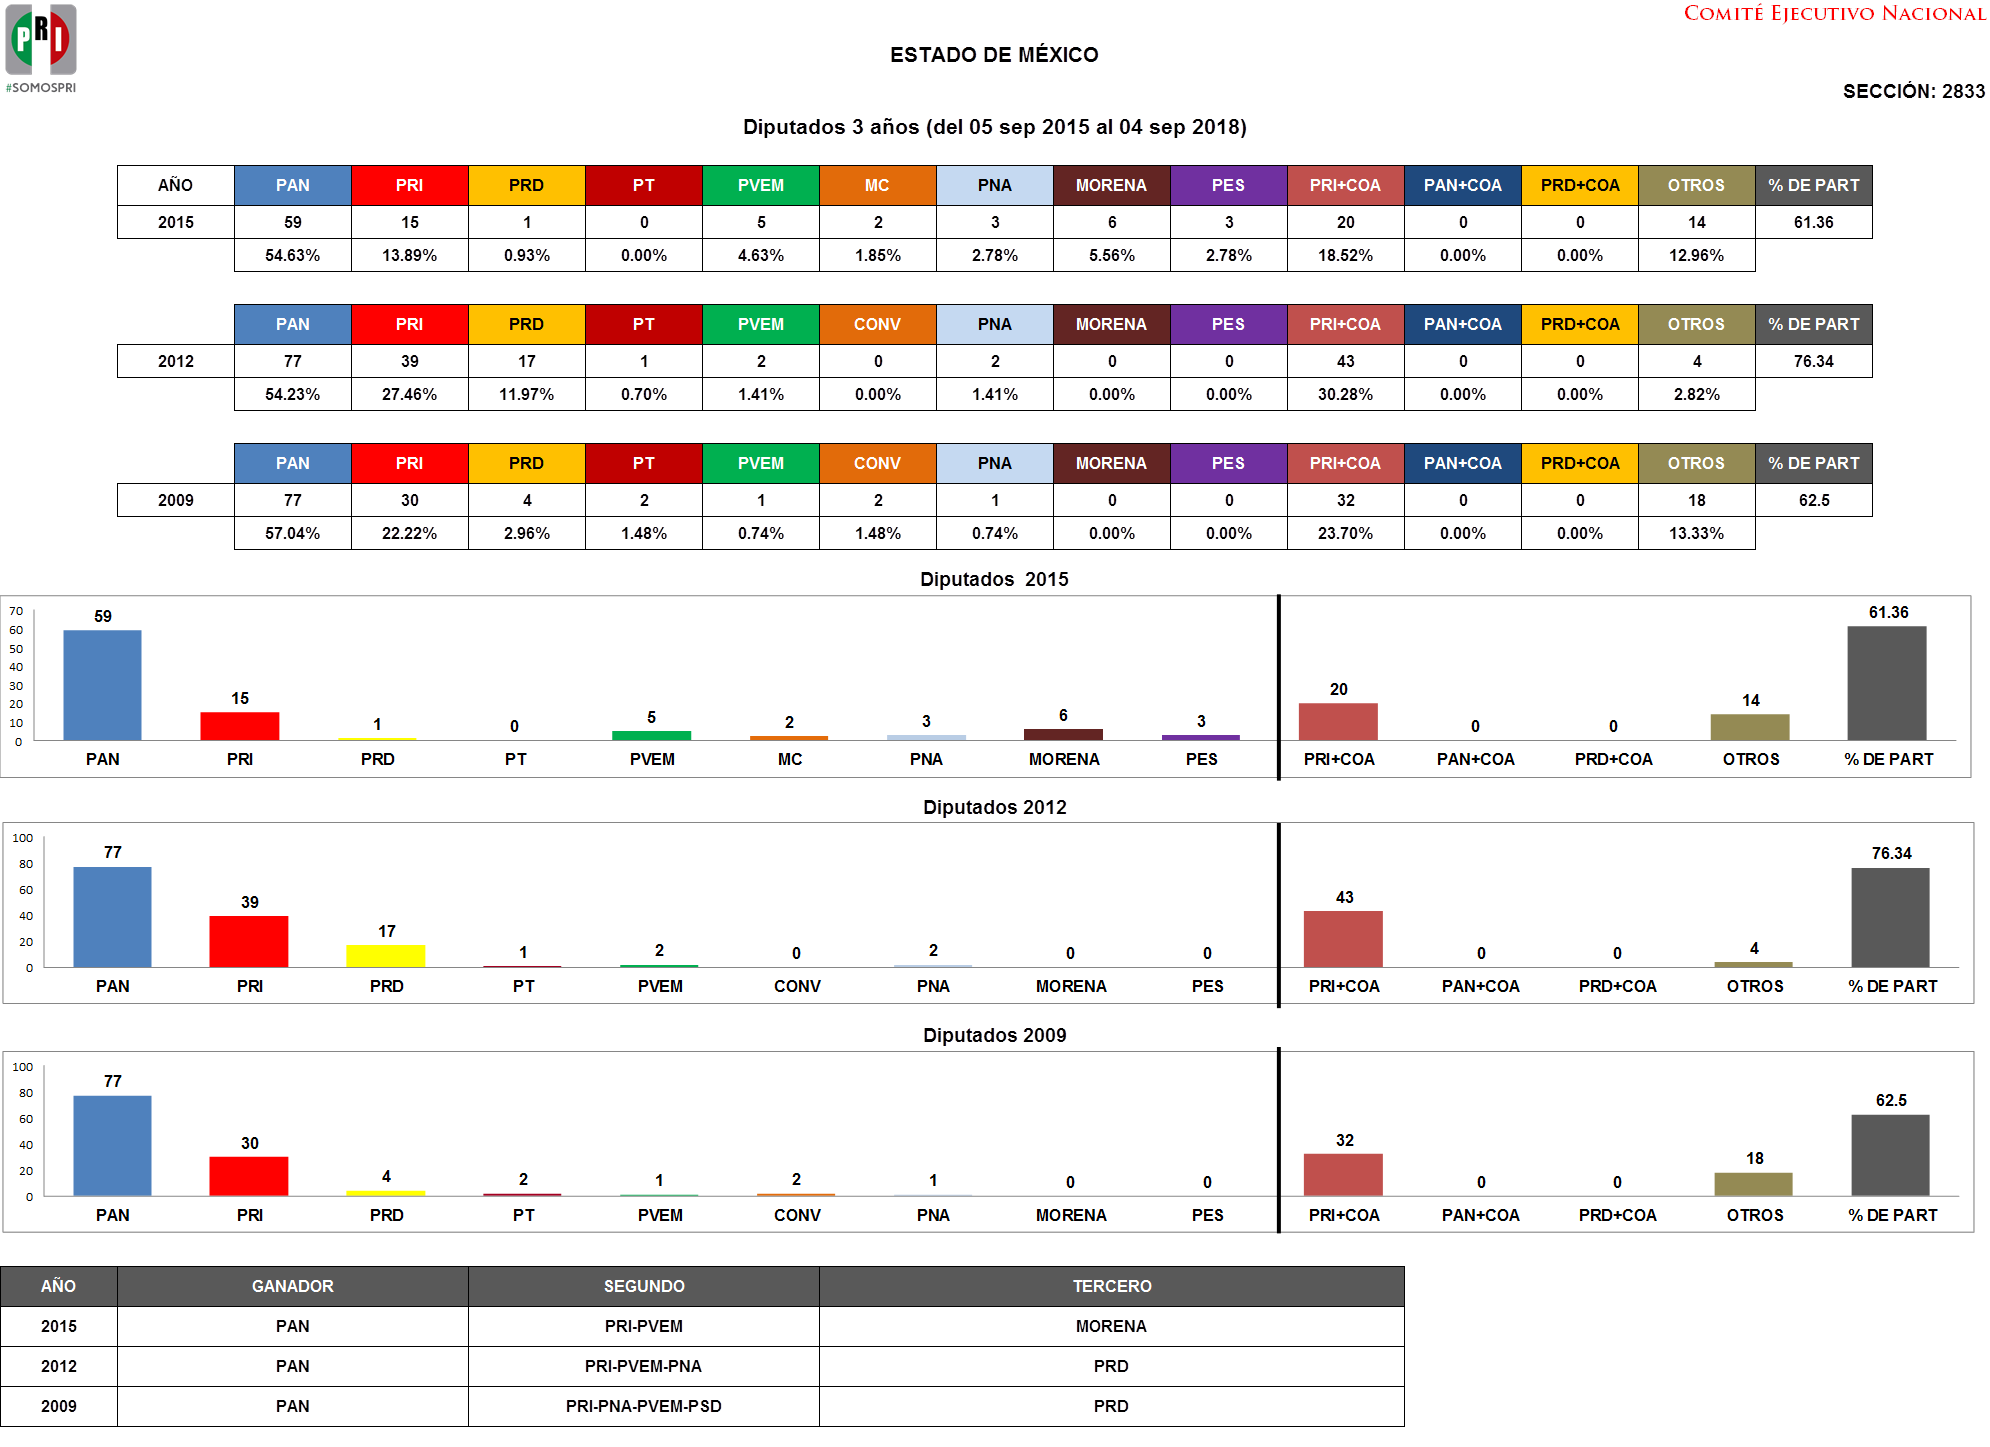 PRI
#SOMOSPRI
COMITÉ EJECUTIVO NACIONAL
ESTADO DE MÉXICO
SECCIÓN: 2833
Diputados 3 años (del 05 sep 2015 al 04 sep 2018)
AÑO PAN PRI PRD PT PVEM MC PNA MORENA PES PRI+COA PAN+COA PRD+COA OTROS % DE PART
2015 59 15 1 0 5 2 3 6 3 20 0 0 14 61.36
54.63% 13.89% 0.93% 0.00% 4.63% 1.85% 2.78% 5.56% 2.78% 18.52% 0.00% 0.00% 12.96%
PAN PRI PRD PT PVEM CONV PNA MORENA PES PRI+COA PAN+COA PRD+COA OTROS % DE PART
2012 77 39 17 1 2 0 2 0 0 43 0 0 4 76.34
54.23% 27.46% 11.97% 0.70% 1.41% 0.00% 1.41% 0.00% 0.00% 30.28% 0.00% 0.00% 2.82%
PAN PRI PRD PT PVEM CONV PNA MORENA PES PRI+COA PAN+COA PRD+COA OTROS % DE PART
2009 77 30 4 2 1 2 1 0 0 32 0 0 18 62.5
57.04% 22.22% 2.96% 1.48% 0.74% 1.48% 0.74% 0.00% 0.00% 23.70% 0.00% 0.00% 13.33%
Diputados 2015
70
60
50
40
30
20
10
0
59 15 1 0 5 2 3 6 3 20 0 0 14 61.36
PAN PRI PRD PT PVEM MC PNA MORENA PES PRI+COA PAN+COA PRD+COA OTROS % DE PART
Diputados 2012
100
80
60
40
20
0
77 39 17 1 2 0 2 0 0 43 0 0 4 76.34
PAN PRI PRD PT PVEM CONV PNA MORENA PES PRI+COA PAN+COA PRD+COA OTROS % DE PART
Diputados 2009
100
80
60
40
20
0
77 30 4 2 1 2 1 0 0 32 0 0 18 62.5
PAN PRI PRD PT PVEM CONV PNA MORENA PES PRI+COA PAN+COA PRD+COA OTROS % DE PART
AÑO GANADOR SEGUNDO TERCERO
2015 PAN PRI-PVEM MORENA
2012 PAN PRI-PVEM-PNA PRD
2009 PAN PRI-PNA-PVEM-PSD PRD